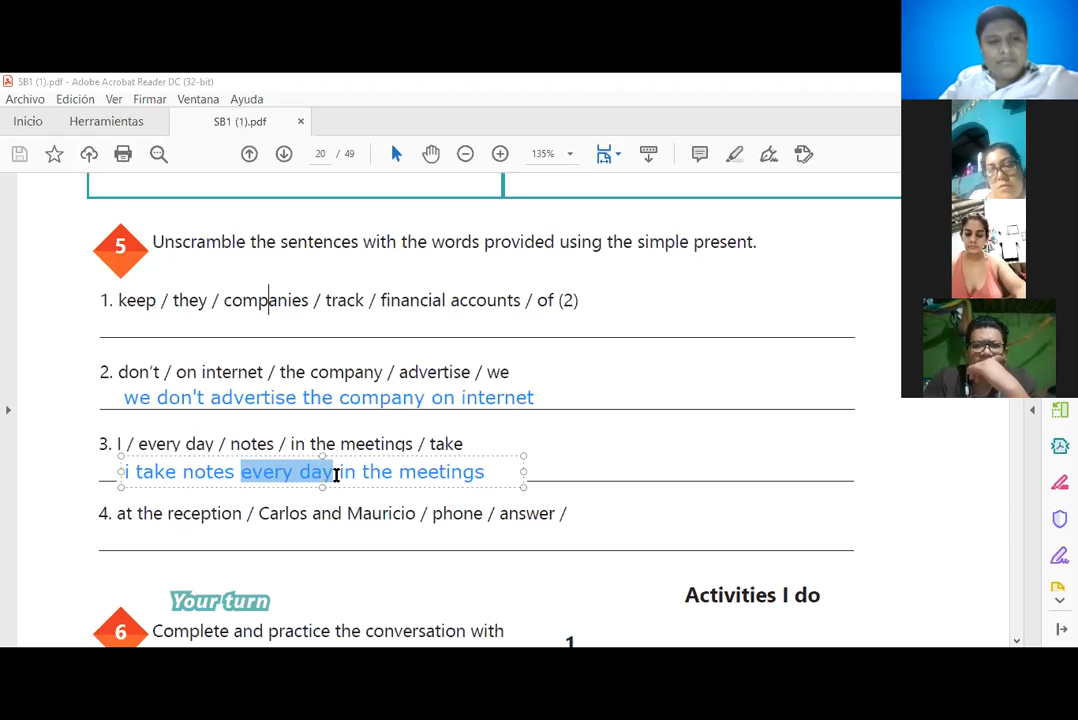 SB1 (1).pdf - Adobe Acrobat Reader DC (32-bit)
Archivo Edición Ver Firmar Ventana Ayuda
Inicio Herramientas SB1 (1).pdf ×
20 / 49 135%
5 Unscramble the sentences with the words provided using the simple present.
1. keep / they / companies / track / financial accounts / of (2)
2. don't / on internet / the company / advertise / we
we don't advertise the company on internet
3. I / every day / notes / in the meetings / take
i take notes every day in the meetings
4. at the reception / Carlos and Mauricio / phone / answer /
Your turn
Activities I do
6 Complete and practice the conversation with
1